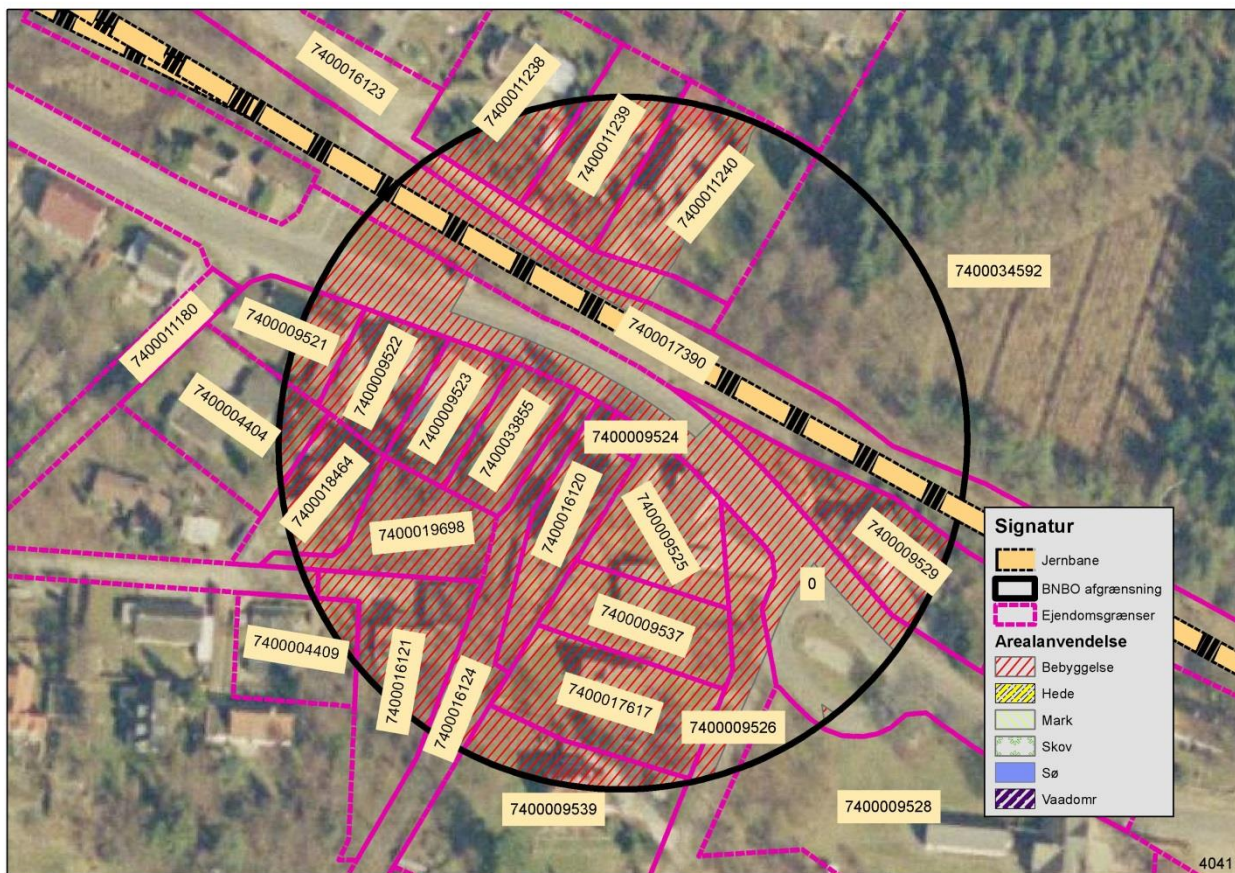 7400016123
7400011238
7400011239
7400011240
7400034592
7400011180
7400009521
7400009522
7400009523
7400033855
7400017390
7400009524
7400004404
7400018464
7400019698
7400016120
7400009525
7400009529
0
7400009537
7400004409
7400016121
7400016124
7400017617
7400009526
7400009539
7400009528
Signatur
Jernbane
BNBO afgrænsning
Ejendomsgrænser
Arealanvendelse
Bebyggelse
Hede
Mark
Skov
Sø
Vaadomr
4041